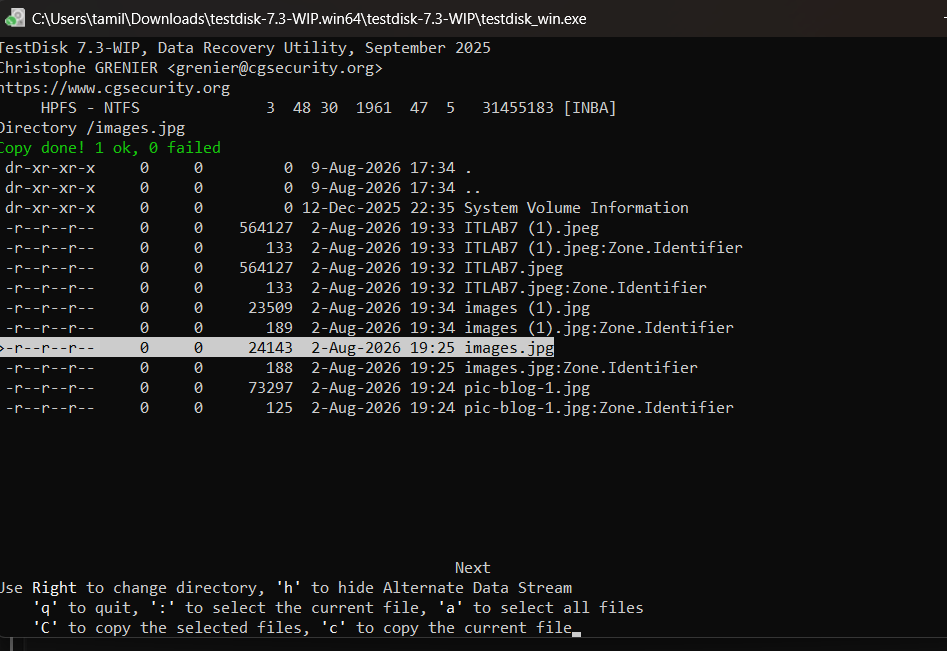 C:\Users\tamil\Downloads\testdisk-7.3-WIP.win64\testdisk-7.3-WIP\testdisk_win.exe
TestDisk 7.3-WIP, Data Recovery Utility, September 2025
Christophe GRENIER <grenier@cgsecurity.org>
https://www.cgsecurity.org
     HPFS - NTFS              3  48 30  1961  47  5   31455183 [INBA]
Directory /images.jpg
Copy done! 1 ok, 0 failed
 dr-xr-xr-x     0     0         0  9-Aug-2026 17:34 .
 dr-xr-xr-x     0     0         0  9-Aug-2026 17:34 ..
 dr-xr-xr-x     0     0         0 12-Dec-2025 22:35 System Volume Information
 -r--r--r--     0     0    564127  2-Aug-2026 19:33 ITLAB7 (1).jpeg
 -r--r--r--     0     0       133  2-Aug-2026 19:33 ITLAB7 (1).jpeg:Zone.Identifier
 -r--r--r--     0     0    564127  2-Aug-2026 19:32 ITLAB7.jpeg
 -r--r--r--     0     0       133  2-Aug-2026 19:32 ITLAB7.jpeg:Zone.Identifier
 -r--r--r--     0     0     23509  2-Aug-2026 19:34 images (1).jpg
 -r--r--r--     0     0       189  2-Aug-2026 19:34 images (1).jpg:Zone.Identifier
>-r--r--r--     0     0     24143  2-Aug-2026 19:25 images.jpg
 -r--r--r--     0     0       188  2-Aug-2026 19:25 images.jpg:Zone.Identifier
 -r--r--r--     0     0     73297  2-Aug-2026 19:24 pic-blog-1.jpg
 -r--r--r--     0     0       125  2-Aug-2026 19:24 pic-blog-1.jpg:Zone.Identifier
Next
Use Right to change directory, 'h' to hide Alternate Data Stream
    'q' to quit, ':' to select the current file, 'a' to select all files
    'C' to copy the selected files, 'c' to copy the current file